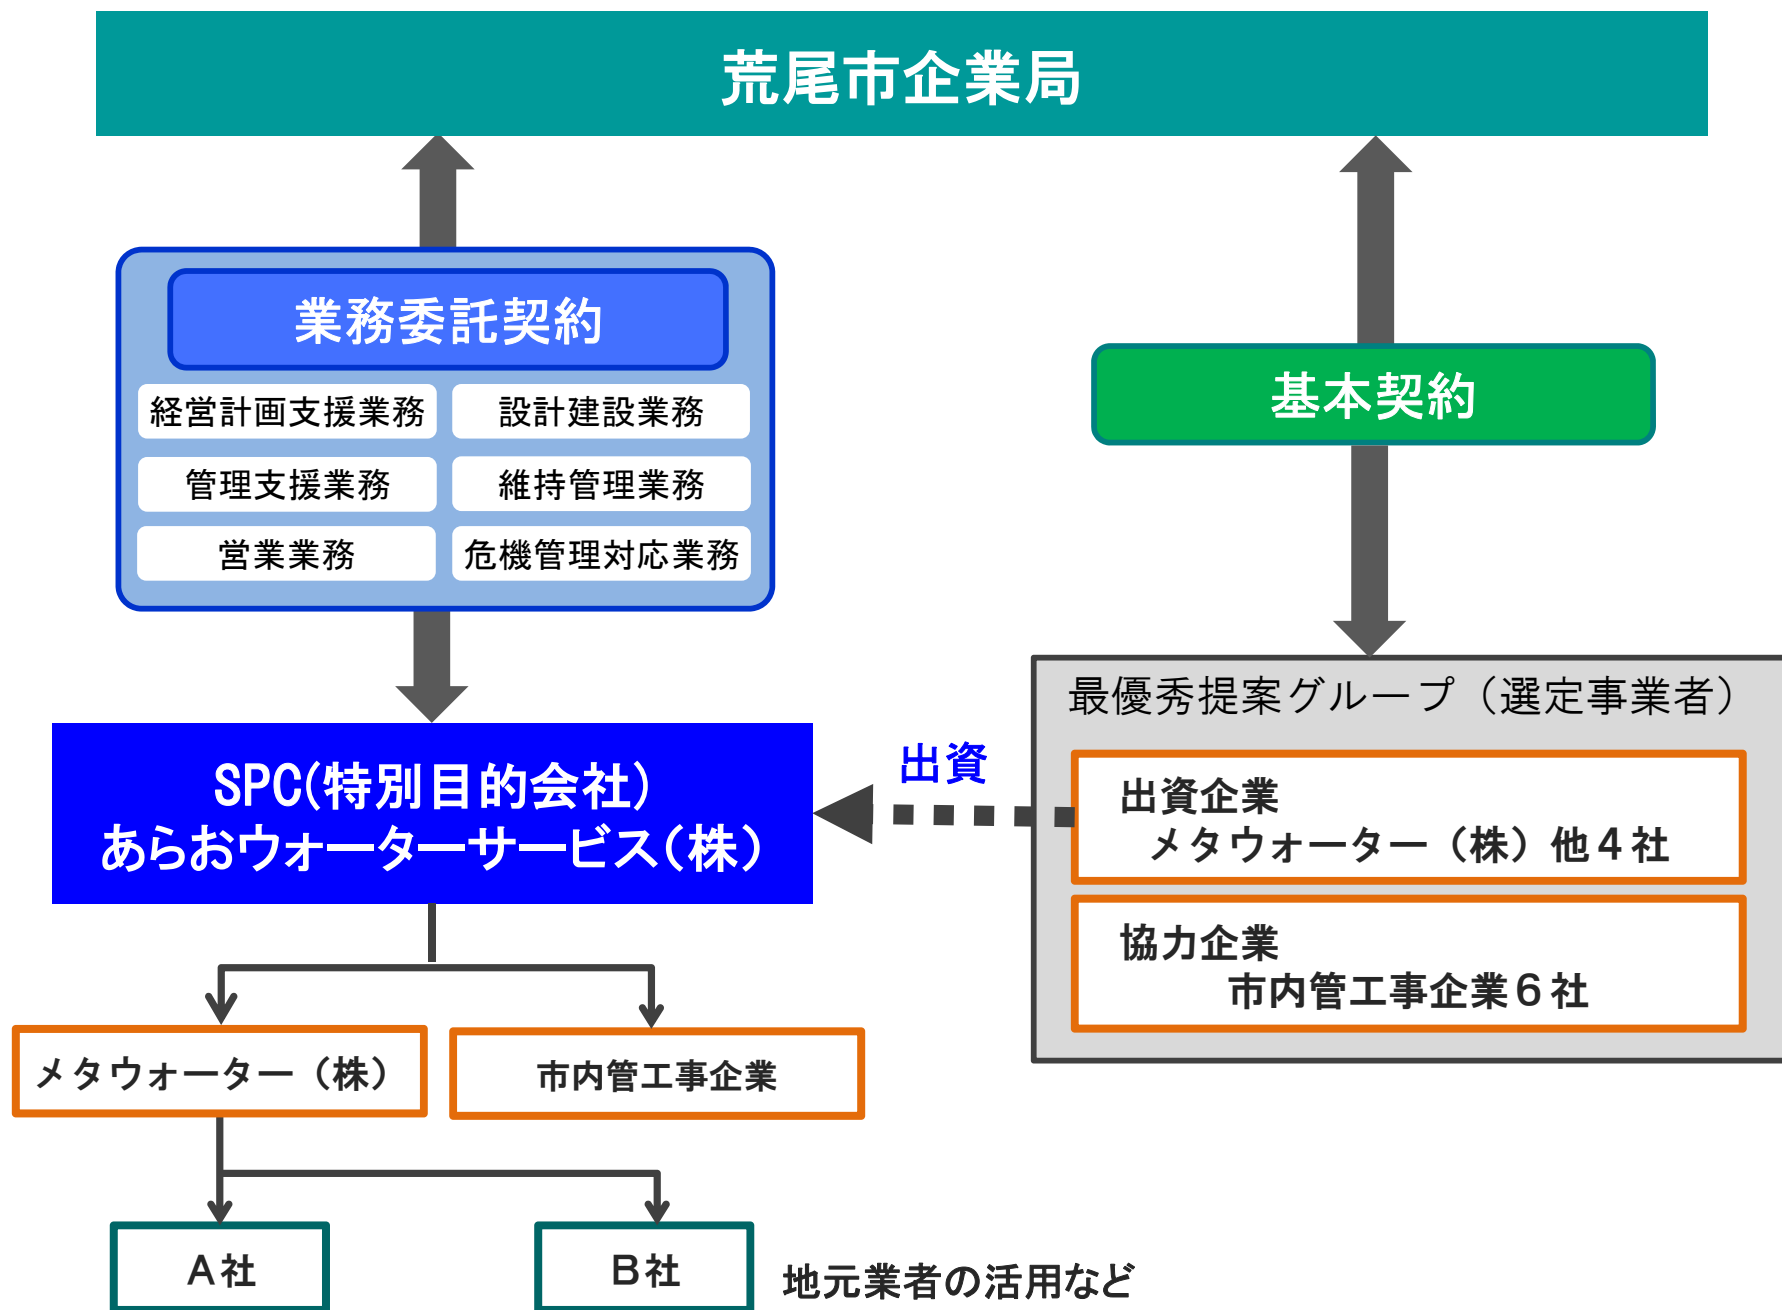 荒尾市企業局
業務委託契約
経営計画支援業務
設計建設業務
管理支援業務
維持管理業務
営業業務
危機管理対応業務
基本契約
最優秀提案グループ（選定事業者）
出資企業
メタウォーター（株）他４社
協力企業
市内管工事企業６社
出資
SPC(特別目的会社)
あらおウォーターサービス（株）
メタウォーター（株）
市内管工事企業
Ａ社
Ｂ社
地元業者の活用など